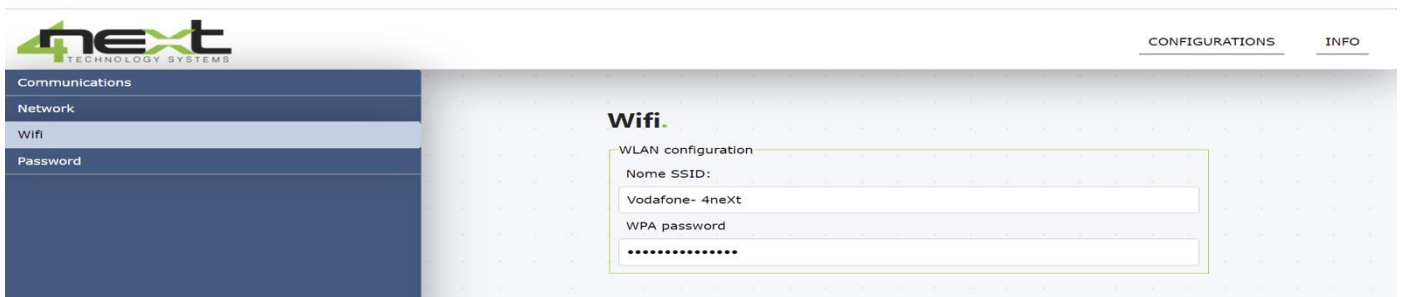 4neXt
TECHNOLOGY SYSTEMS
CONFIGURATIONS
INFO
Communications
Network
Wifi
Password
Wifi.
WLAN configuration
Nome SSID:
Vodafone- 4neXt
WPA password
•••••••••••••••